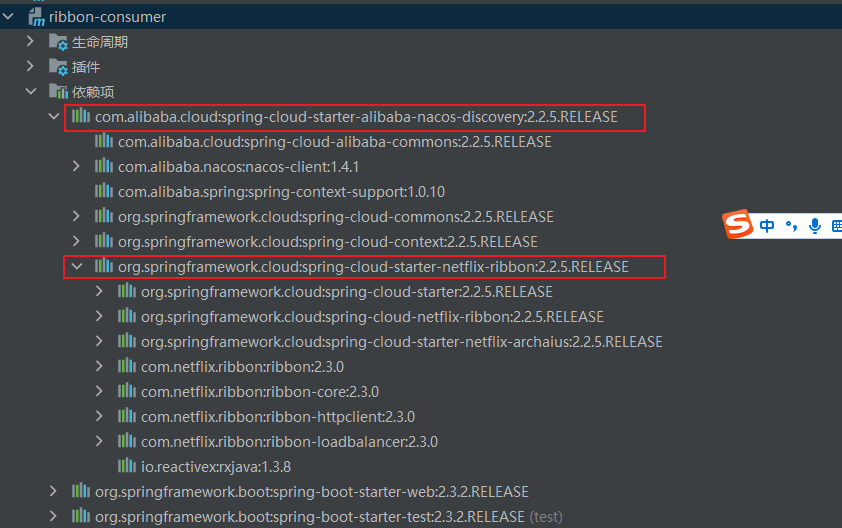 ribbon-consumer
生命周期
插件
依赖项
com.alibaba.cloud:spring-cloud-starter-alibaba-nacos-discovery:2.2.5.RELEASE
com.alibaba.cloud:spring-cloud-alibaba-commons:2.2.5.RELEASE
com.alibaba.nacos:nacos-client:1.4.1
com.alibaba.spring:spring-context-support:1.0.10
org.springframework.cloud:spring-cloud-commons:2.2.5.RELEASE
org.springframework.cloud:spring-cloud-context:2.2.5.RELEASE
中
org.springframework.cloud:spring-cloud-starter-netflix-ribbon:2.2.5.RELEASE
org.springframework.cloud:spring-cloud-starter:2.2.5.RELEASE
org.springframework.cloud:spring-cloud-netflix-ribbon:2.2.5.RELEASE
org.springframework.cloud:spring-cloud-starter-netflix-archaius:2.2.5.RELEASE
com.netflix.ribbon:ribbon:2.3.0
com.netflix.ribbon:ribbon-core:2.3.0
com.netflix.ribbon:ribbon-httpclient:2.3.0
com.netflix.ribbon:ribbon-loadbalancer:2.3.0
io.reactivex:rxjava:1.3.8
org.springframework.boot:spring-boot-starter-web:2.3.2.RELEASE
org.springframework.boot:spring-boot-starter-test:2.3.2.RELEASE (test)